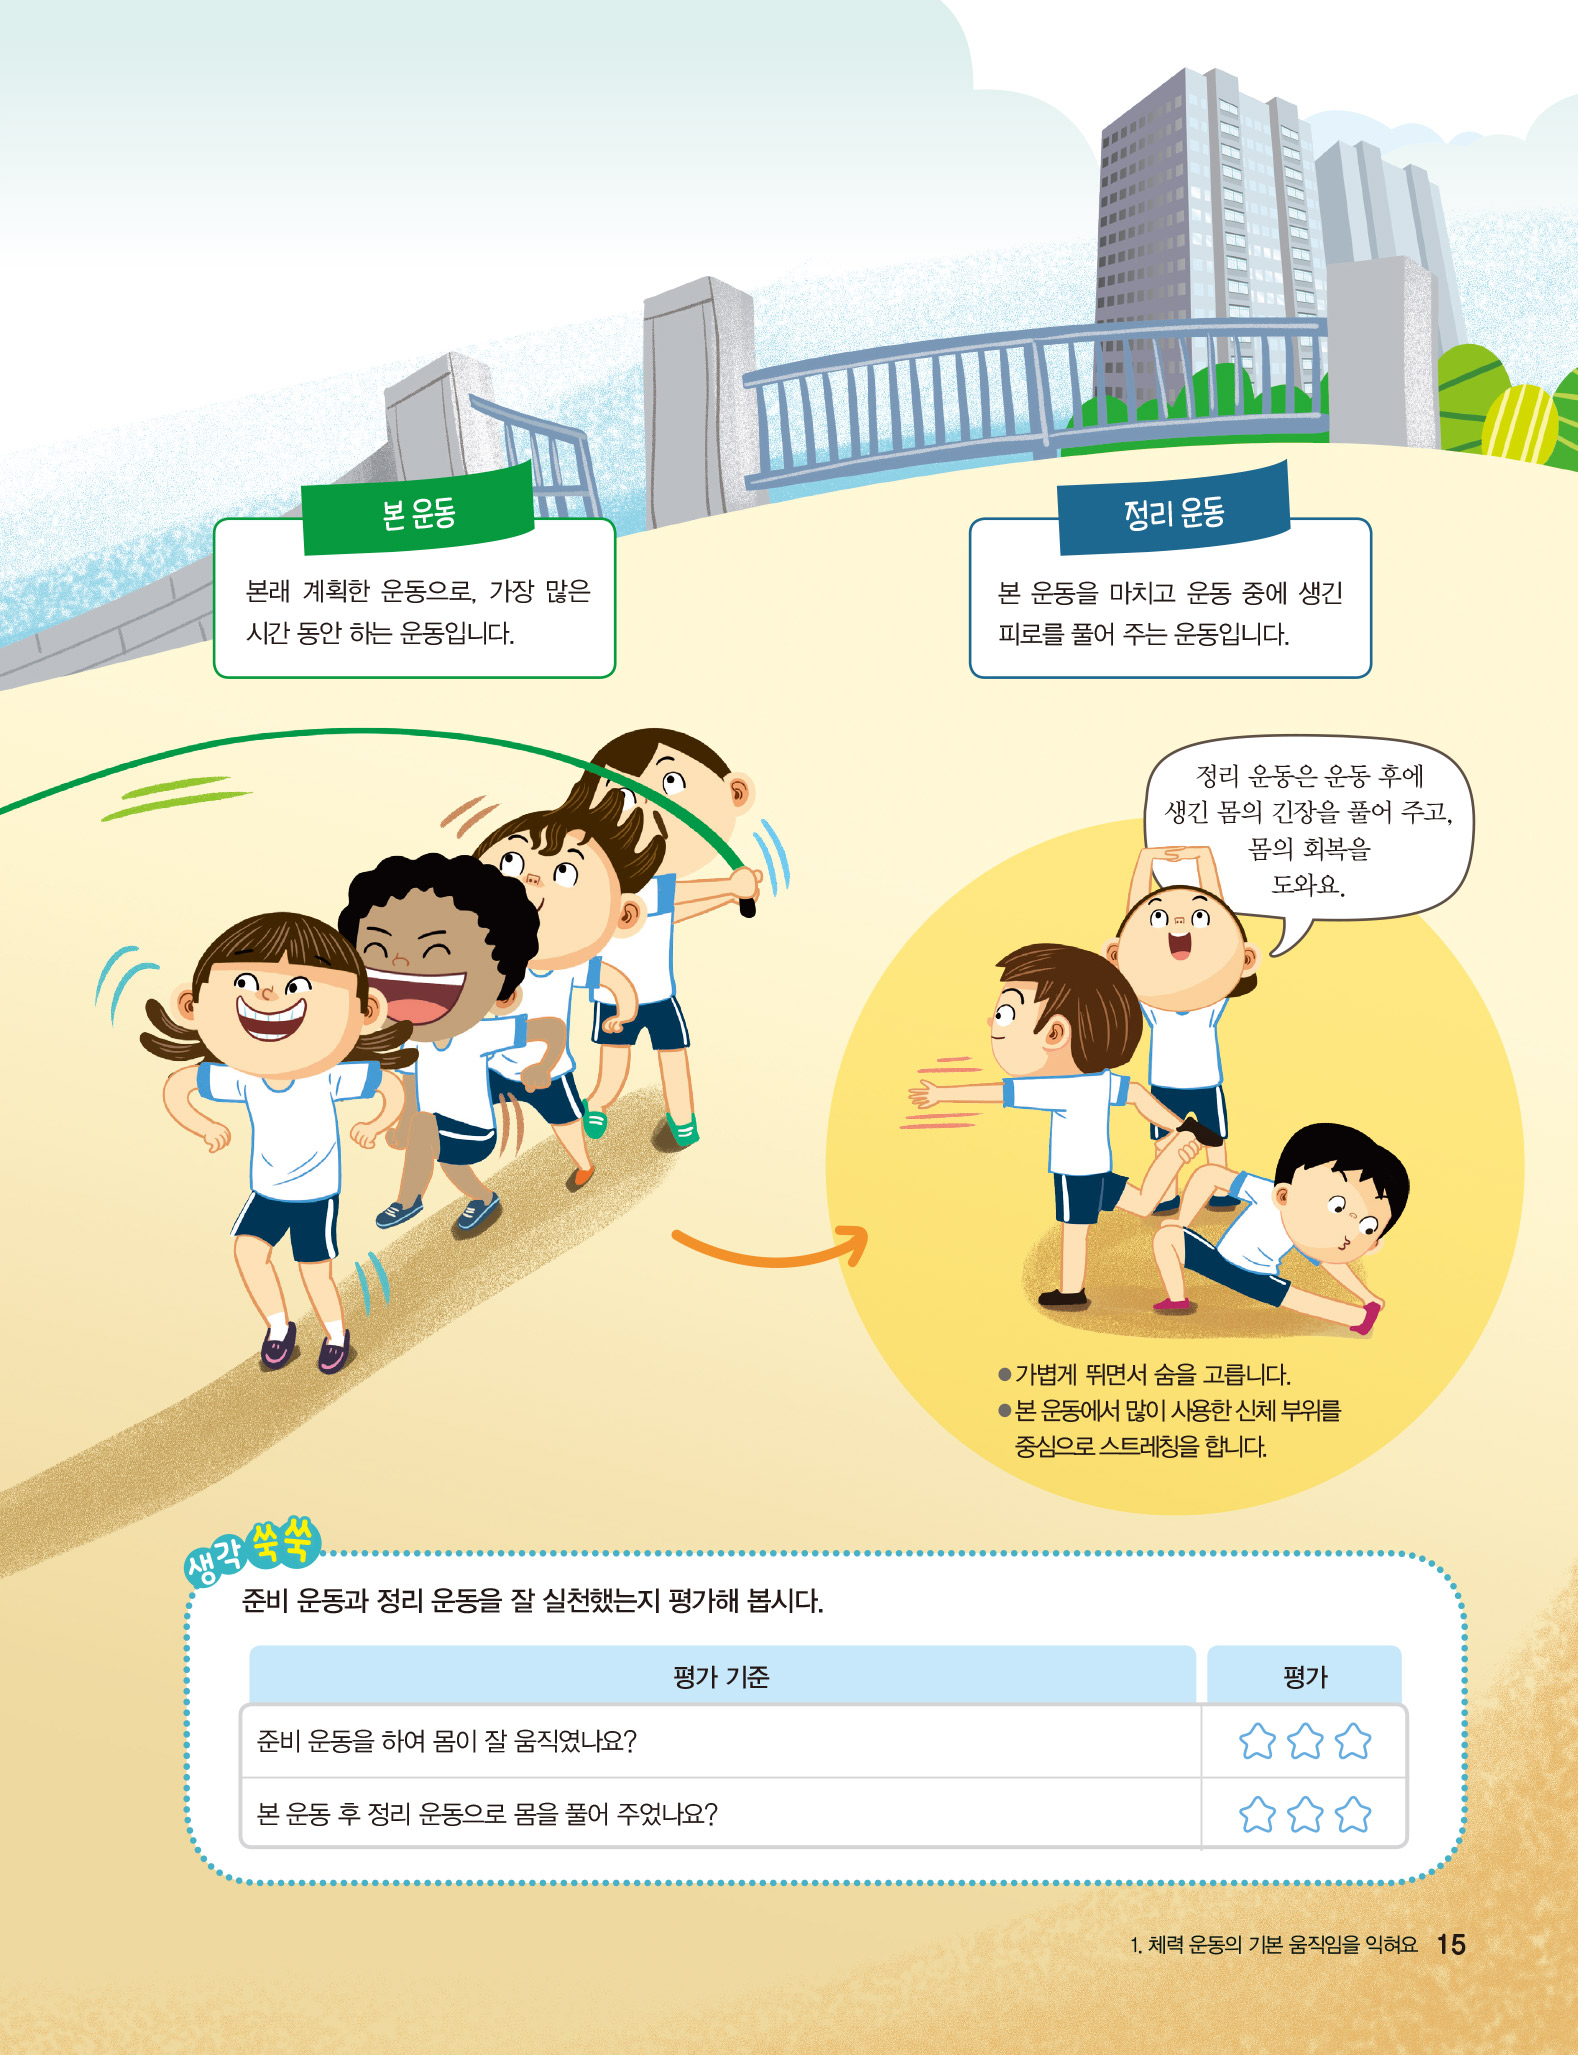 본 운동
본래 계획한 운동으로, 가장 많은
시간 동안 하는 운동입니다.
정리 운동
본 운동을 마치고 운동 중에 생긴
피로를 풀어 주는 운동입니다.
정리 운동은 운동 후에
생긴 몸의 긴장을 풀어 주고,
몸의 회복을
도와요.
● 가볍게 뛰면서 숨을 고릅니다.
● 본 운동에서 많이 사용한 신체 부위를
중심으로 스트레칭을 합니다.
생각 쑥쑥
준비 운동과 정리 운동을 잘 실천했는지 평가해 봅시다.
평가 기준 평가
준비 운동을 하여 몸이 잘 움직였나요? ☆☆☆
본 운동 후 정리 운동으로 몸을 풀어 주었나요? ☆☆☆
1. 체력 운동의 기본 움직임을 익혀요 15